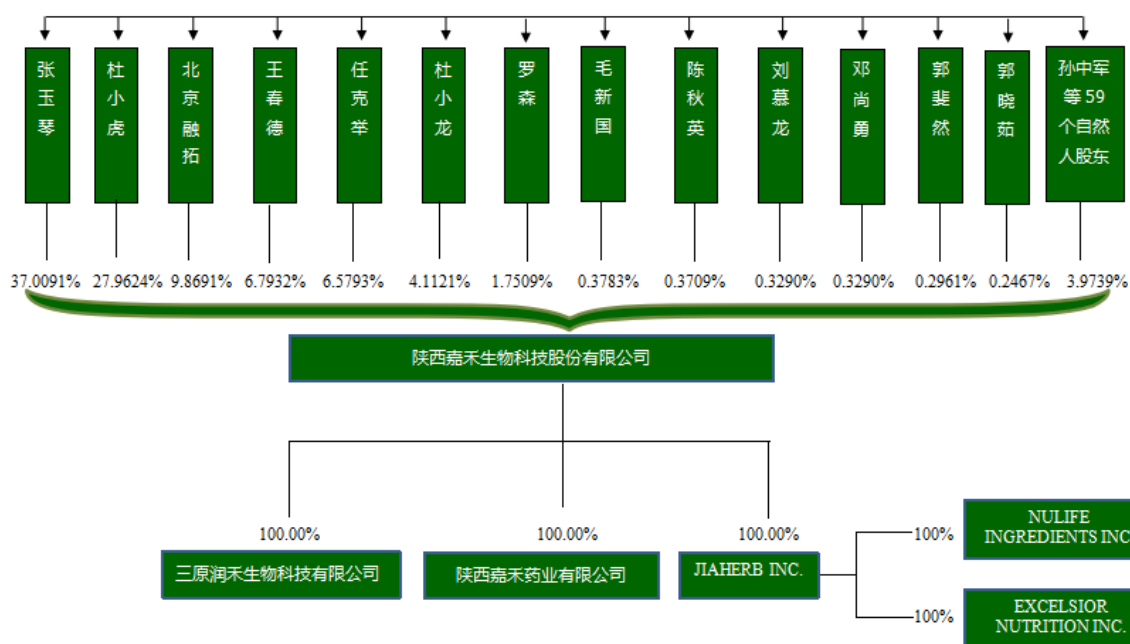 张玉琴
杜小虎
北京融拓
王春德
任克举
杜小龙
罗森
毛新国
陈秋英
刘慕龙
邓尚勇
郭斐然
郭晓茹
孙中军
等 59
个自然
人股东
37.0091%
27.9624%
9.8691%
6.7932%
6.5793%
4.1121%
1.7509%
0.3783%
0.3709%
0.3290%
0.3290%
0.2961%
0.2467%
3.9739%
陕西嘉禾生物科技股份有限公司
100.00%
100.00%
100.00%
三原润禾生物科技有限公司
陕西嘉禾药业有限公司
JIAHERB INC.
100%
NULIFE
INGREDIENTS INC
100%
EXCELSIOR
NUTRITION INC.